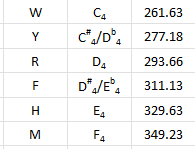 W C₄ 261.63
Y C#₄/Dᵇ₄ 277.18
R D₄ 293.66
F D#₄/Eᵇ₄ 311.13
H E₄ 329.63
M F₄ 349.23